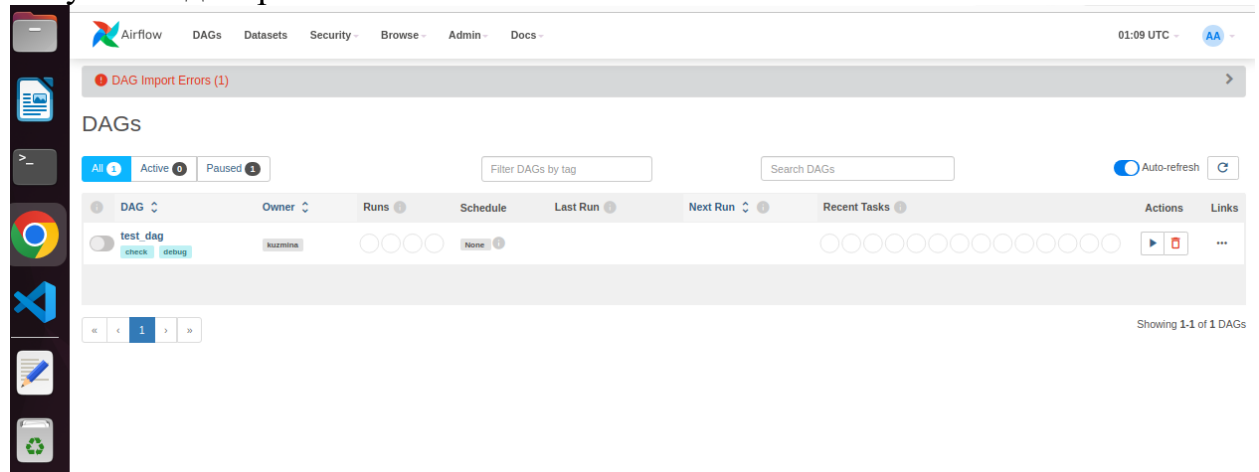 Airflow DAGs Datasets Security Browse Admin Docs 01:09 UTC AA
DAG Import Errors (1)
DAGs
All 1 Active 0 Paused 1 Filter DAGs by tag Search DAGs Auto-refresh
DAG Owner Runs Schedule Last Run Next Run Recent Tasks Actions Links
test_dag kuzmina None
check debug
« ‹ 1 › » Showing 1-1 of 1 DAGs